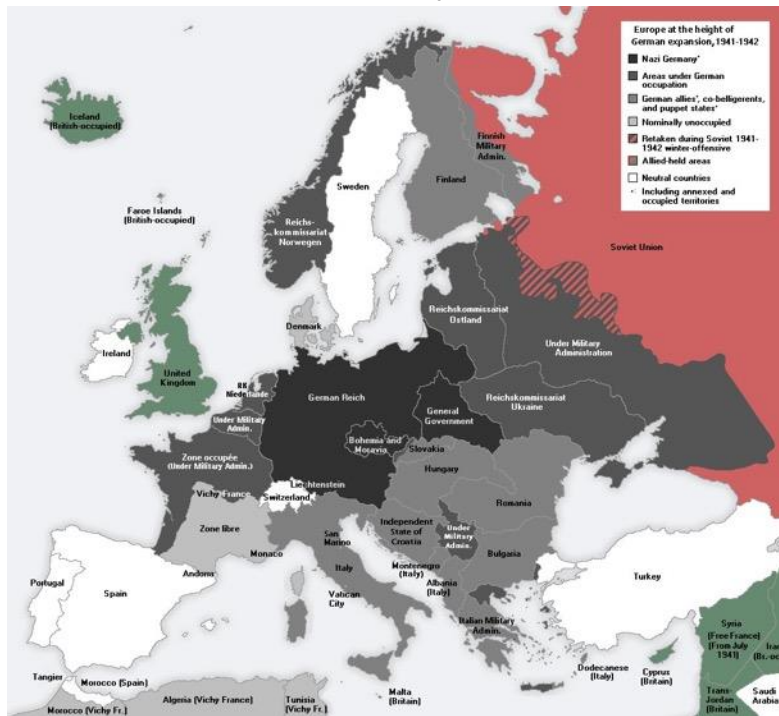 Europe at the height of
German expansion, 1941-1942
Nazi Germany*
Areas under German
occupation
German allies*, co-belligerents,
and puppet states*
Nominally unoccupied
Retaken during Soviet 1941-
1942 winter-offensive
Allied-held areas
Neutral countries
Including annexed and
occupied territories
Iceland
(British-occupied)
Finnish
Military
Admin.
Finland
Sweden
Faroe Islands
(British-occupied)
Reichs-
kommissariat
Norwegen
Soviet Union
Reichskommissariat
Ostland
Denmark
Under Military
Administration
Ireland
United
Kingdom
RK
Niederlande
German Reich
General
Government
Reichskommissariat
Ukraine
Under Military
Admin.
Bohemia and
Moravia
Slovakia
Zone occupée
(Under Military Admin.)
Liechtenstein
Switzerland
Hungary
Vichy France
Romania
Zone libre
Independent
State of
Croatia
Under
Military
Admin.
San
Marino
Monaco
Italy
Montenegro
(Italy)
Bulgaria
Andorra
Albania
(Italy)
Portugal
Spain
Vatican
City
Turkey
Italian Military
Admin.
Syria
(Free France)
(From July
1941)
Dodecanese
(Italy)
Cyprus
(Britain)
Tangier
Morocco (Spain)
Algeria (Vichy France)
Tunisia
(Vichy Fr.)
Malta
(Britain)
Morocco (Vichy Fr.)
Trans-
Jordan
(Britain)
Saudi
Arabia